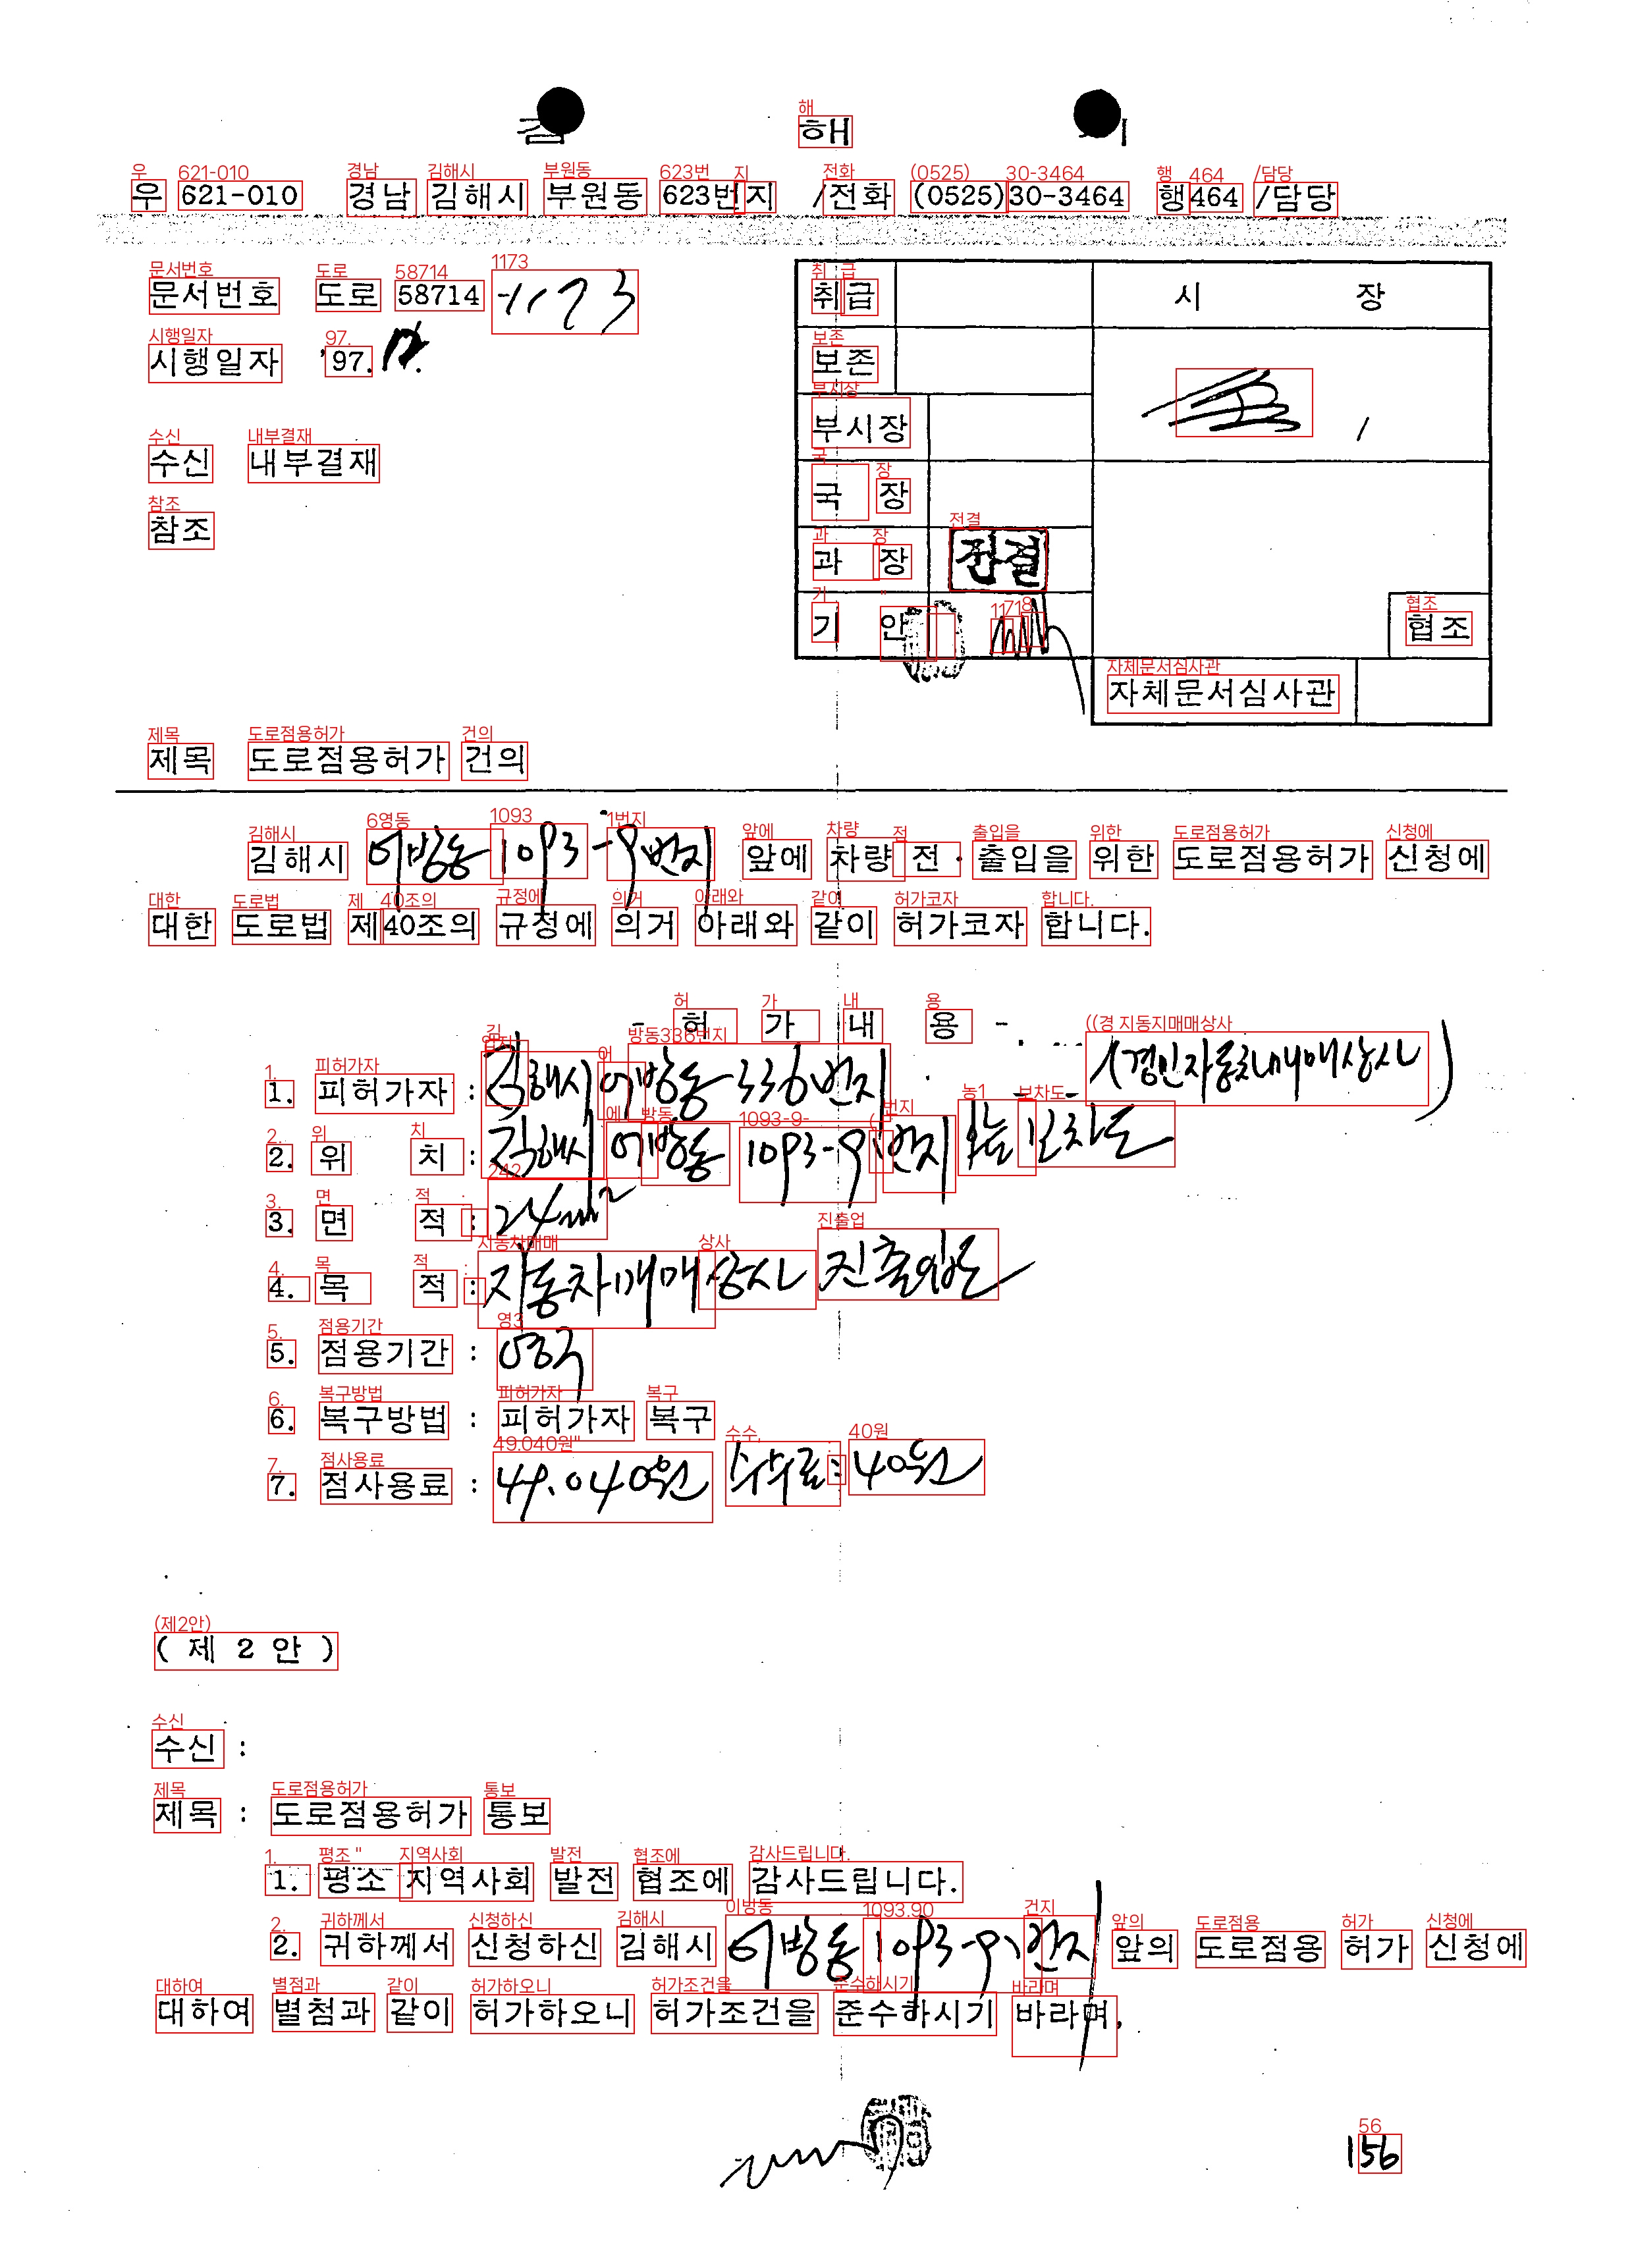 김 해 시
우 621-010 경남 김해시 부원동 623번지 /전화 (0525)30-3464 행464 /담당
문서번호 도로 58714-1173
시행일자 '97.12.
수신 내부결재
참조
취급 시 장
보존
부시장
국 장
과 장 전결
기 안 협조
자체문서심사관
제목 도로점용허가 건의
김해시 어방동 1093-9번지 앞에 차량 전·출입을 위한 도로점용허가 신청에
대한 도로법 제40조의 규정에 의거 아래와 같이 허가코자 합니다.
- 허 가 내 용 -
1. 피허가자 : 김해시 어방동 336번지 (경민자동차매매상사)
2. 위 치 : 김해시 어방동 1093-9번지 보차도
3. 면 적 : 24m2
4. 목 적 : 자동차매매상사 진출입도
5. 점용기간 : 영구
6. 복구방법 : 피허가자 복구
7. 점사용료 : 49.040원 수수료: 40원
( 제 2 안 )
수신 :
제목 : 도로점용허가 통보
1. 평소 지역사회 발전 협조에 감사드립니다.
2. 귀하께서 신청하신 김해시 어방동 1093-9번지 앞의 도로점용 허가 신청에
대하여 별첨과 같이 허가하오니 허가조건을 준수하시기 바라며,
156